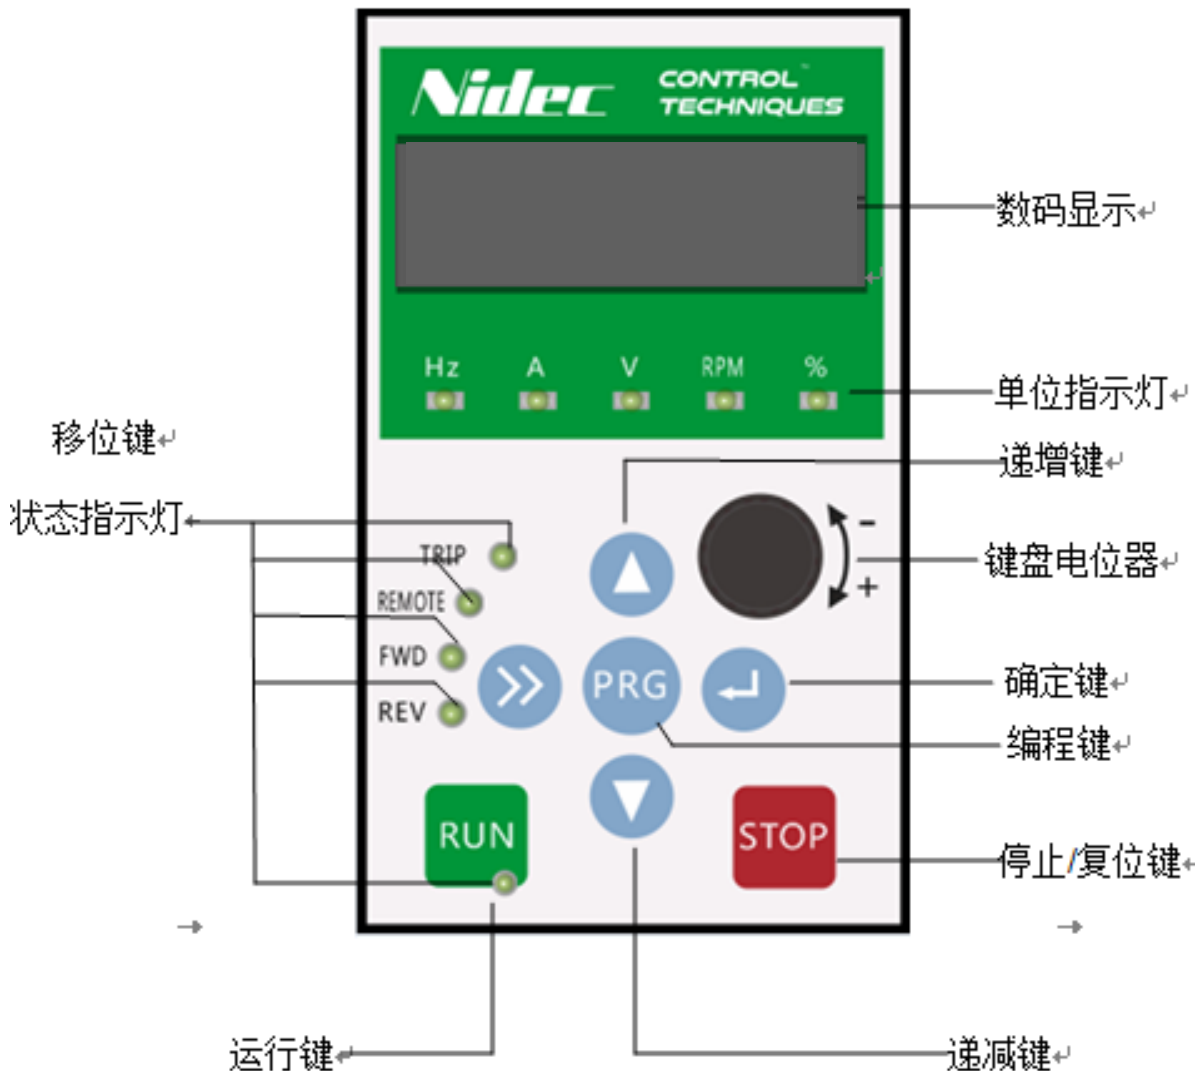 Nidec CONTROL™
TECHNIQUES
数码显示
Hz A V RPM %
单位指示灯
移位键
递增键
状态指示灯
TRIP
-
键盘电位器
+
REMOTE
FWD
PRG
确定键
REV
编程键
RUN
STOP
停止/复位键
运行键
递减键